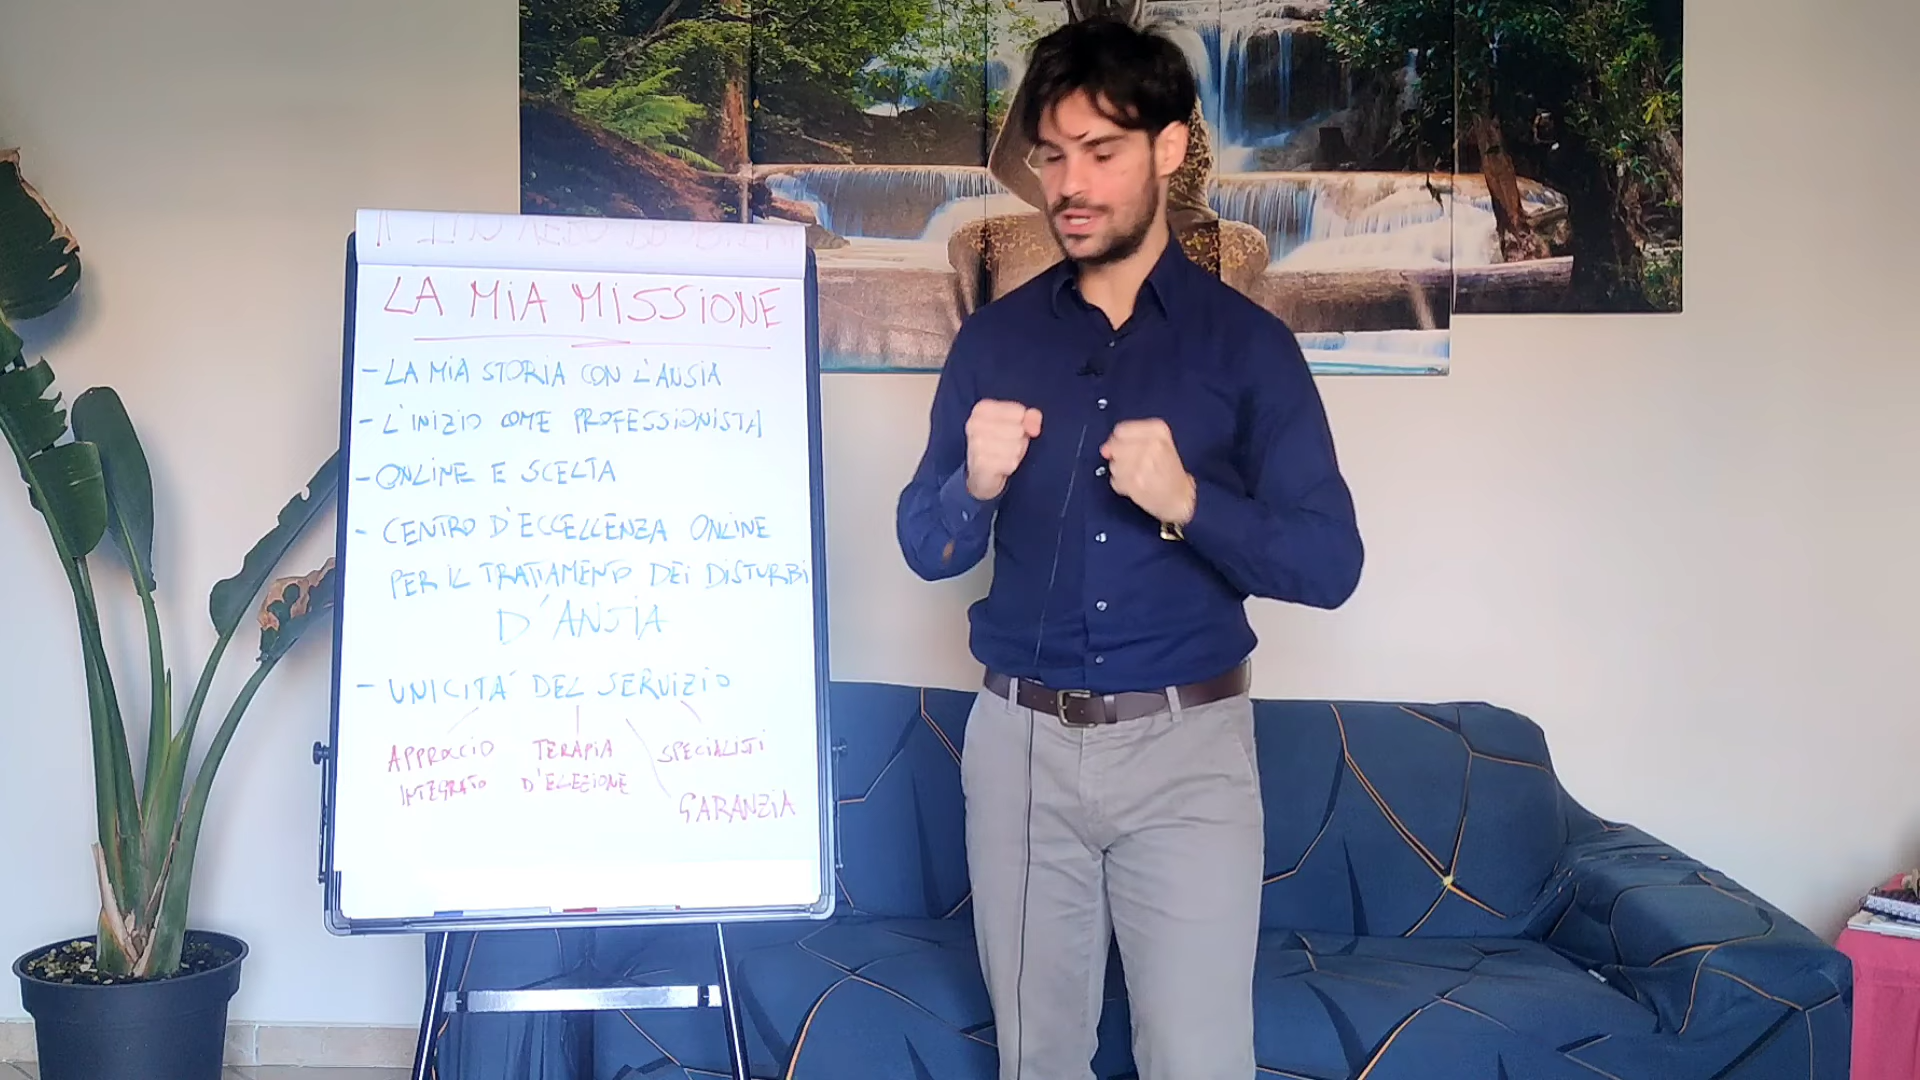 LA MIA MISSIONE
- LA MIA STORIA CON L'ANSIA
- L'INIZIO COME PROFESSIONISTA
- ONLINE E SCELTA
- CENTRO D'ECCELLENZA ONLINE
PER IL TRATTAMENTO DEI DISTURBI
D'ANSIA
- UNICITA' DEL SERVIZIO
APPROCCIO TERAPIA SPECIALISTI
INTEGRATO D'ELEZIONE
GARANZIA